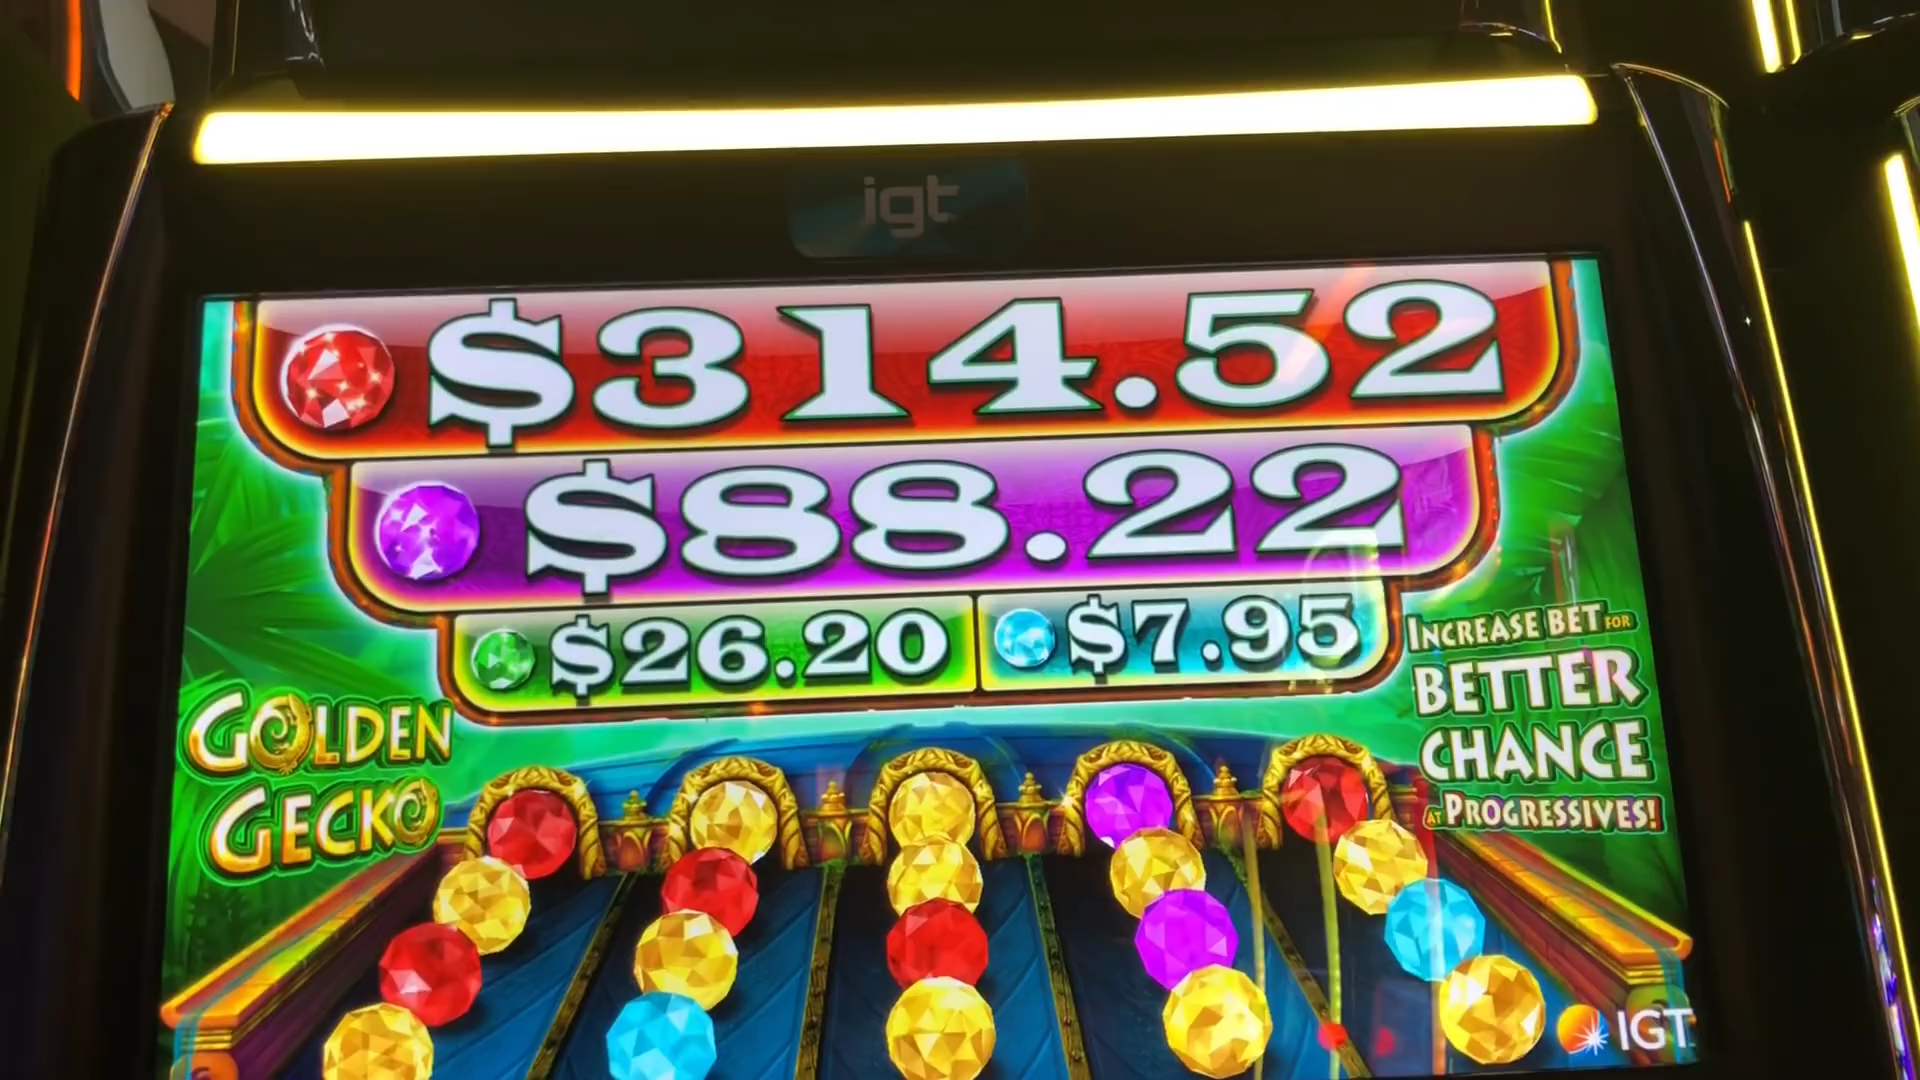 igt
$314.52
$88.22
$26.20 $7.95
GOLDEN
GECKO
INCREASE BET FOR
BETTER
CHANCE
AT PROGRESSIVES!
IGT